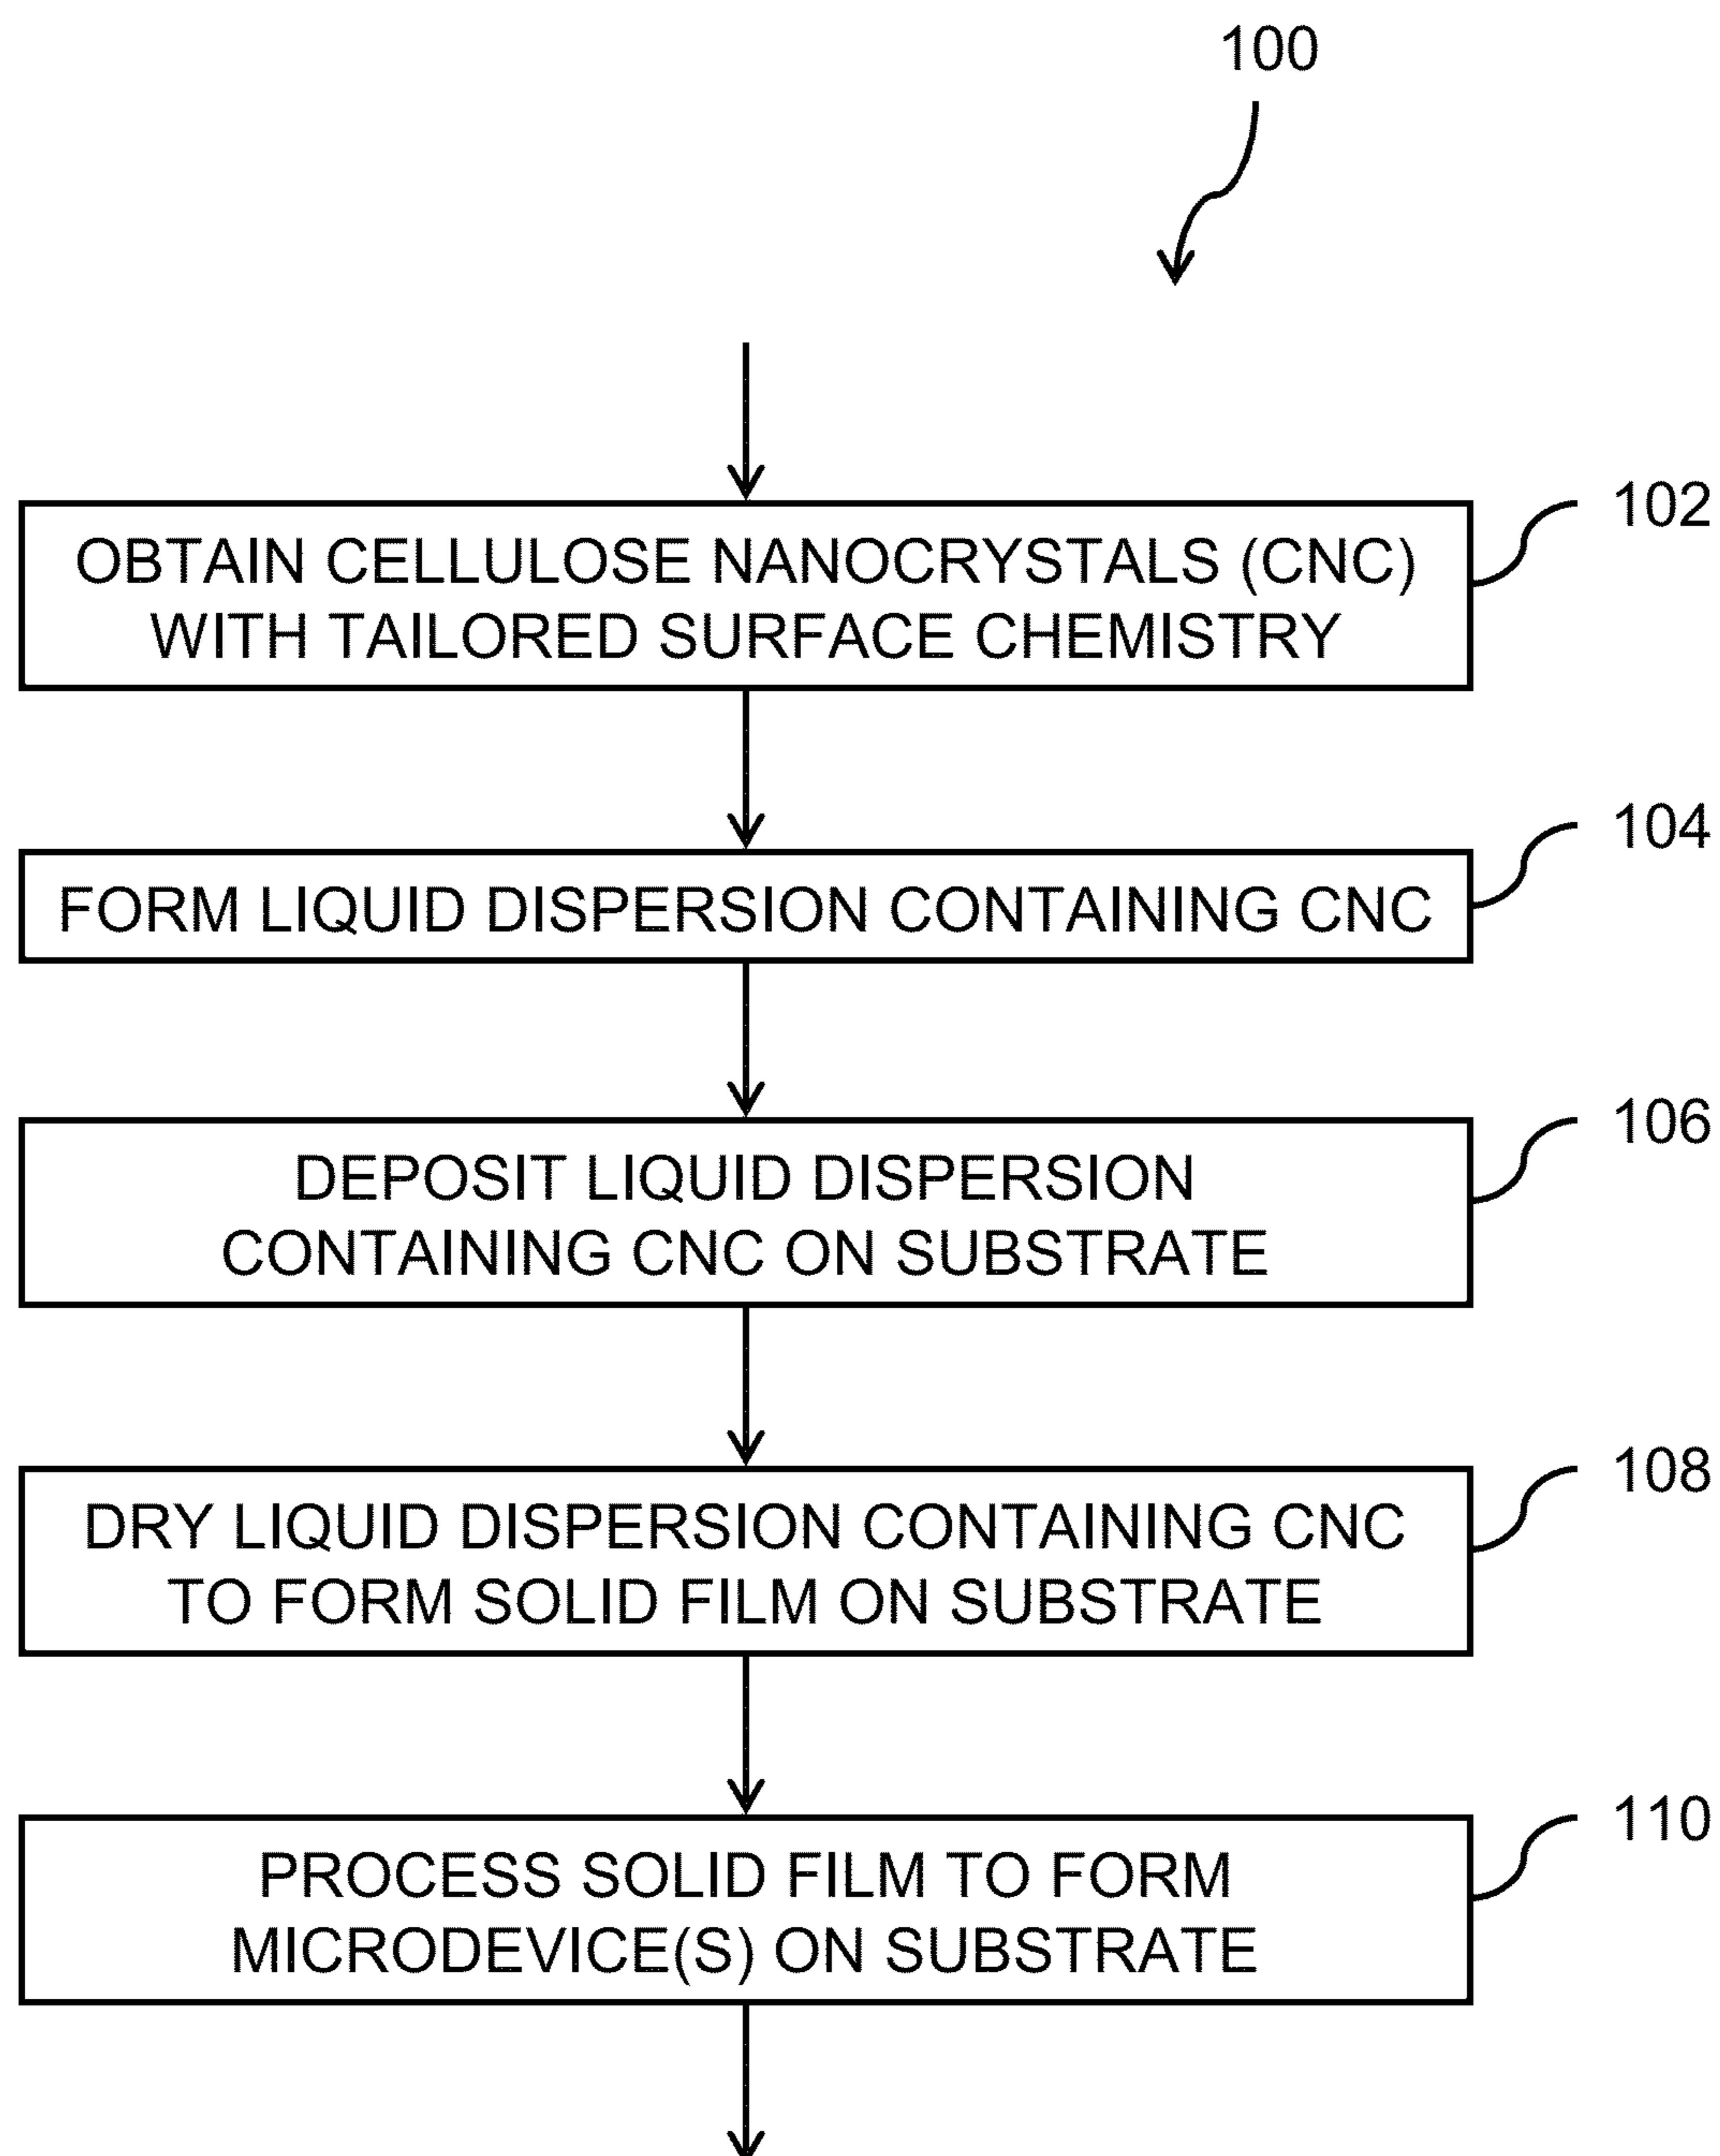 100
OBTAIN CELLULOSE NANOCRYSTALS (CNC)
WITH TAILORED SURFACE CHEMISTRY
102
FORM LIQUID DISPERSION CONTAINING CNC
104
DEPOSIT LIQUID DISPERSION
CONTAINING CNC ON SUBSTRATE
106
DRY LIQUID DISPERSION CONTAINING CNC
TO FORM SOLID FILM ON SUBSTRATE
108
PROCESS SOLID FILM TO FORM
MICRODEVICE(S) ON SUBSTRATE
110